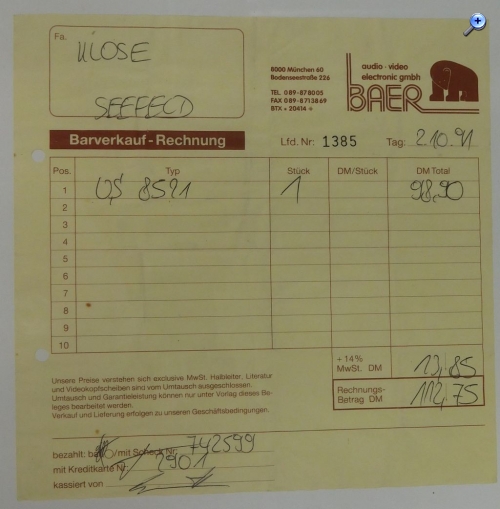 Fa.
KLOSE
SEEFELD
8000 München 60
Bodenseestraße 226
TEL 089-878005
FAX 089-8713869
BTX * 20414 +
audio · video
electronic gmbh
BAER
Barverkauf-Rechnung
Lfd. Nr: 1385
Tag: 2.10.91
Pos. Typ Stück DM/Stück DM Total
1 8521 1 98,90
2
3
4
5
6
7
8
9
10
+ 14%
MwSt. DM 13,85
Rechnungs-
Betrag DM 112,75
Unsere Preise verstehen sich exclusive MwSt. Halbleiter, Literatur
und Videokopfscheiben sind vom Umtausch ausgeschlossen.
Umtausch und Garantieleistung können nur unter Vorlag dieses Be-
leges bearbeitet werden.
Verkauf und Lieferung erfolgen zu unseren Geschäftsbedingungen.
bezahlt: bar/mit Scheck Nr. 742599
mit Kreditkarte Nr. 2901
kassiert von